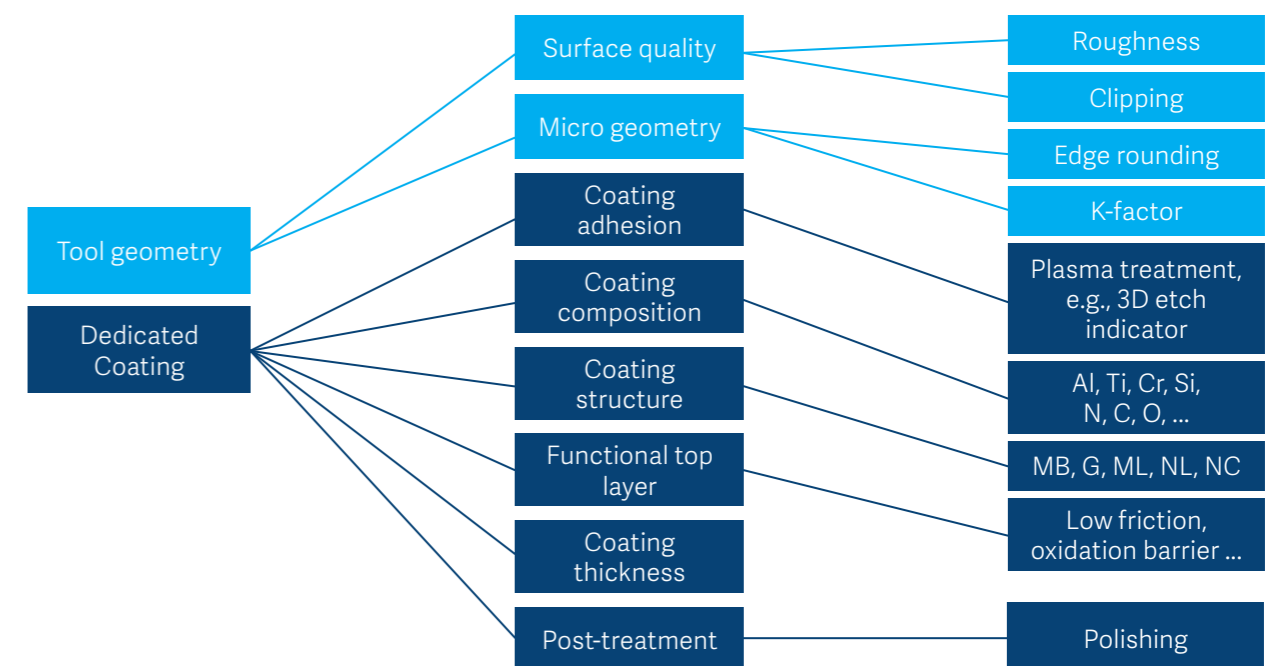 Tool geometry
Dedicated
Coating
Surface quality
Micro geometry
Coating
adhesion
Coating
composition
Coating
structure
Functional top
layer
Coating
thickness
Post-treatment
Roughness
Clipping
Edge rounding
K-factor
Plasma treatment,
e.g., 3D etch
indicator
Al, Ti, Cr, Si,
N, C, O, ...
MB, G, ML, NL, NC
Low friction,
oxidation barrier ...
Polishing